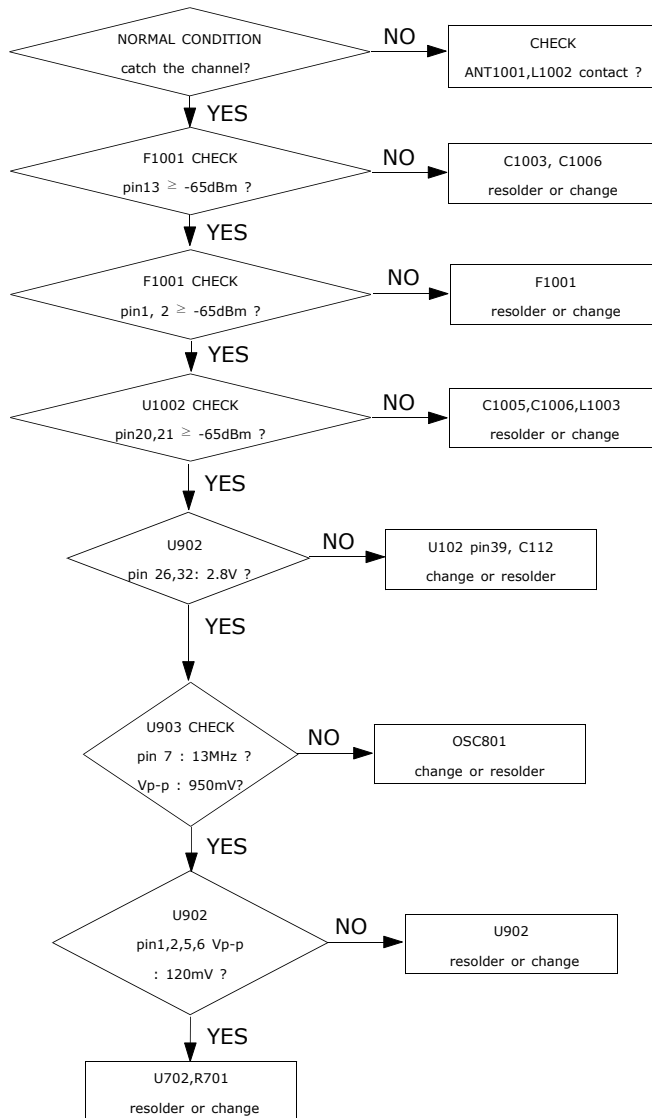 NORMAL CONDITION
catch the channel?
NO
CHECK
ANT1001,L1002 contact ?
YES
F1001 CHECK
pin13 ≥ -65dBm ?
NO
C1003, C1006
resolder or change
YES
F1001 CHECK
pin1, 2 ≥ -65dBm ?
NO
F1001
resolder or change
YES
U1002 CHECK
pin20,21 ≥ -65dBm ?
NO
C1005,C1006,L1003
resolder or change
YES
U902
pin 26,32: 2.8V ?
NO
U102 pin39, C112
change or resolder
YES
U903 CHECK
pin 7 : 13MHz ?
Vp-p : 950mV?
NO
OSC801
change or resolder
YES
U902
pin1,2,5,6 Vp-p
: 120mV ?
NO
U902
resolder or change
YES
U702,R701
resolder or change